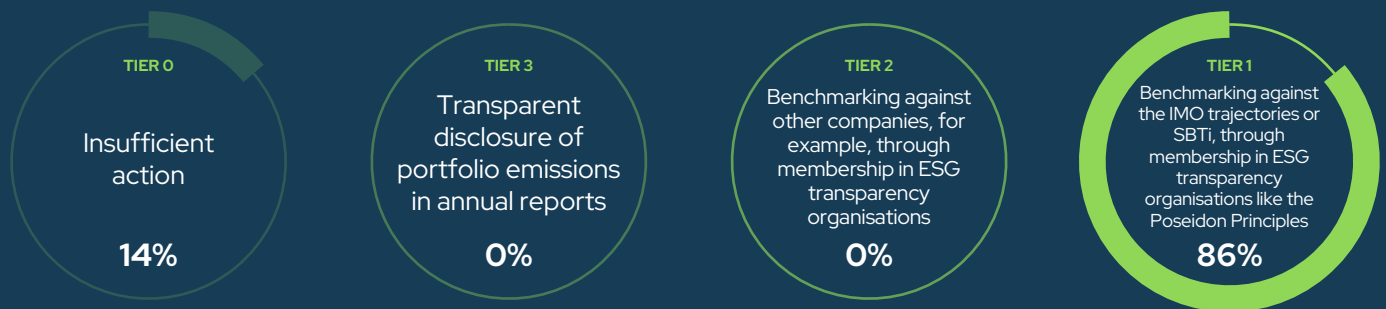 TIER 0
Insufficient
action
14%
TIER 3
Transparent
disclosure of
portfolio emissions
in annual reports
0%
TIER 2
Benchmarking against
other companies, for
example, through
membership in ESG
transparency
organisations
0%
TIER 1
Benchmarking against
the IMO trajectories or
SBTi, through
membership in ESG
transparency
organisations like the
Poseidon Principles
86%